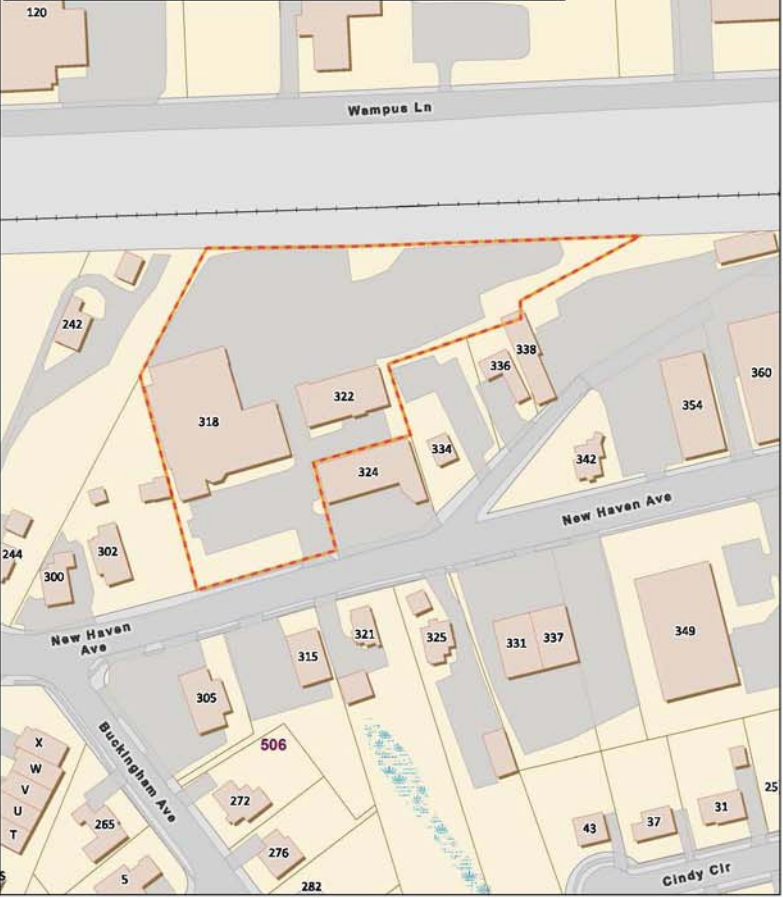 120
Wampus Ln
242
318
322
338
336
360
354
334
342
324
New Haven Ave
244
302
300
New Haven
Ave
321
325
331
337
349
315
305
506
Buckingham Ave
X
W
V
U
T
S
272
265
276
5
282
43
37
31
25
Cindy Cir